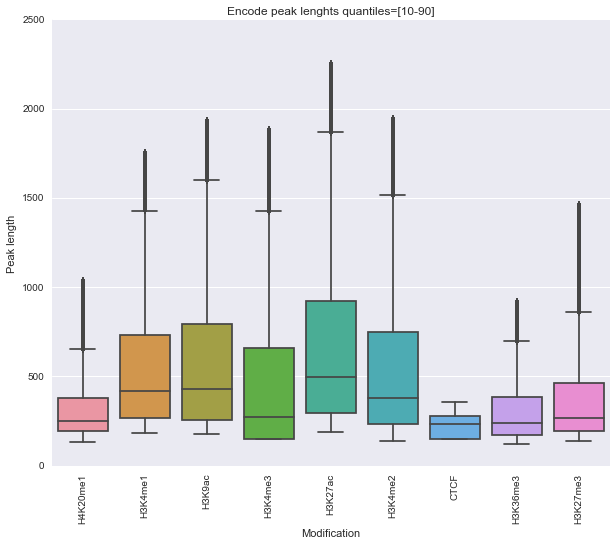 Encode peak lenghts quantiles=[10-90]
2500
2000
1500
1000
500
0
Peak length
H4K20me1
H3K4me1
H3K9ac
H3K4me3
H3K27ac
H3K4me2
CTCF
H3K36me3
H3K27me3
Modification